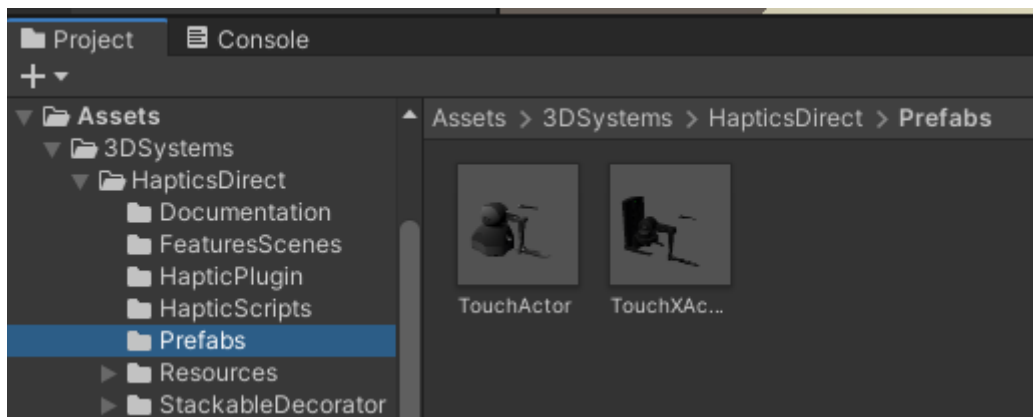 Project Console
Assets
3DSystems
HapticsDirect
Documentation
FeaturesScenes
HapticPlugin
HapticScripts
Prefabs
Resources
StackableDecorator
Assets > 3DSystems > HapticsDirect > Prefabs
TouchActor TouchXAc...